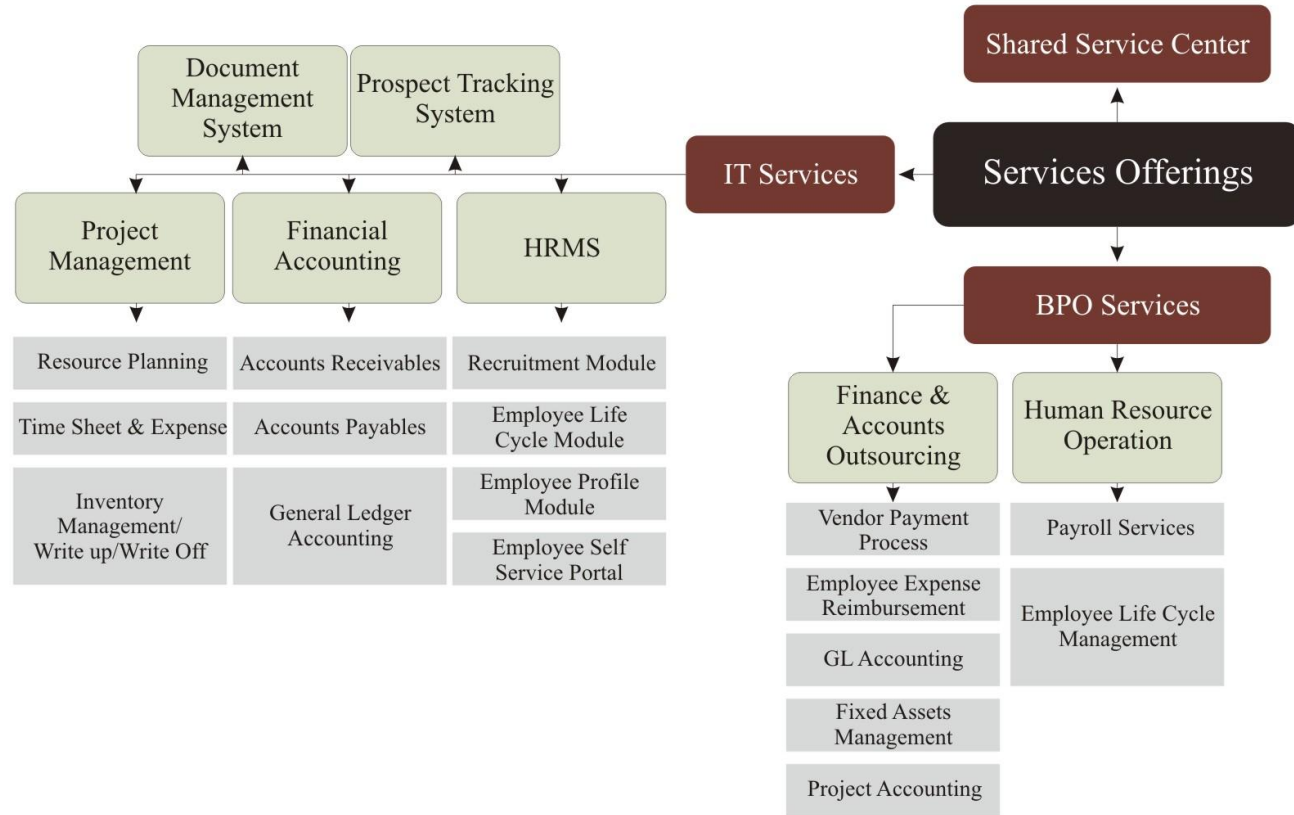 Shared Service Center
Services Offerings
IT Services
BPO Services
Document
Management
System
Prospect Tracking
System
Project
Management
Financial
Accounting
HRMS
Resource Planning
Time Sheet & Expense
Inventory
Management/
Write up/Write Off
Accounts Receivables
Accounts Payables
General Ledger
Accounting
Recruitment Module
Employee Life
Cycle Module
Employee Profile
Module
Employee Self
Service Portal
Finance &
Accounts
Outsourcing
Vendor Payment
Process
Employee Expense
Reimbursement
GL Accounting
Fixed Assets
Management
Project Accounting
Human Resource
Operation
Payroll Services
Employee Life Cycle
Management